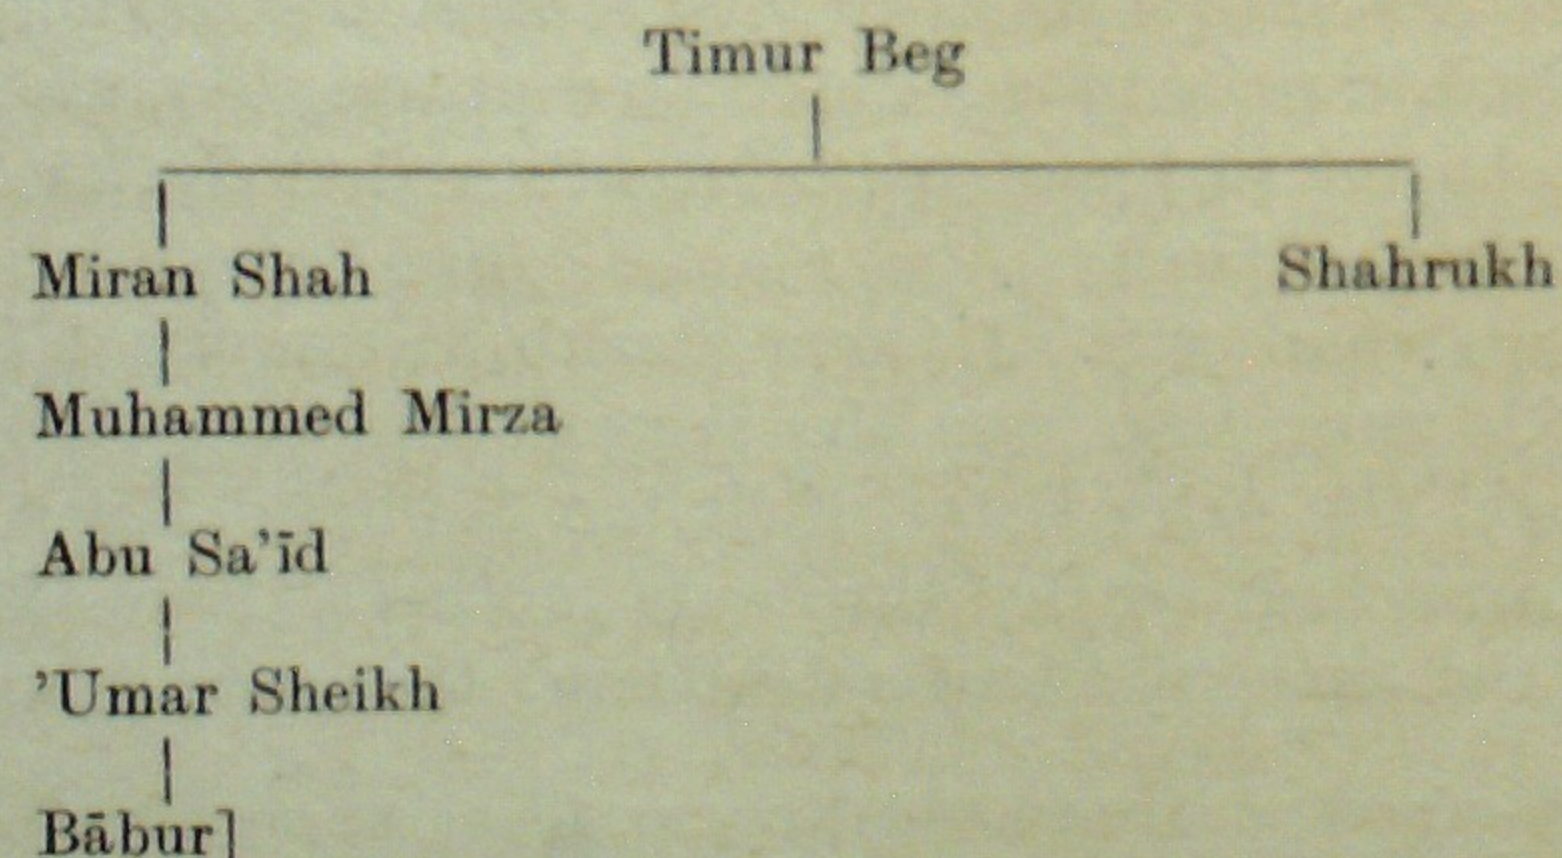 Timur Beg
Miran Shah Shahrukh
Muhammed Mirza
Abu Sa’īd
’Umar Sheikh
Bābur]